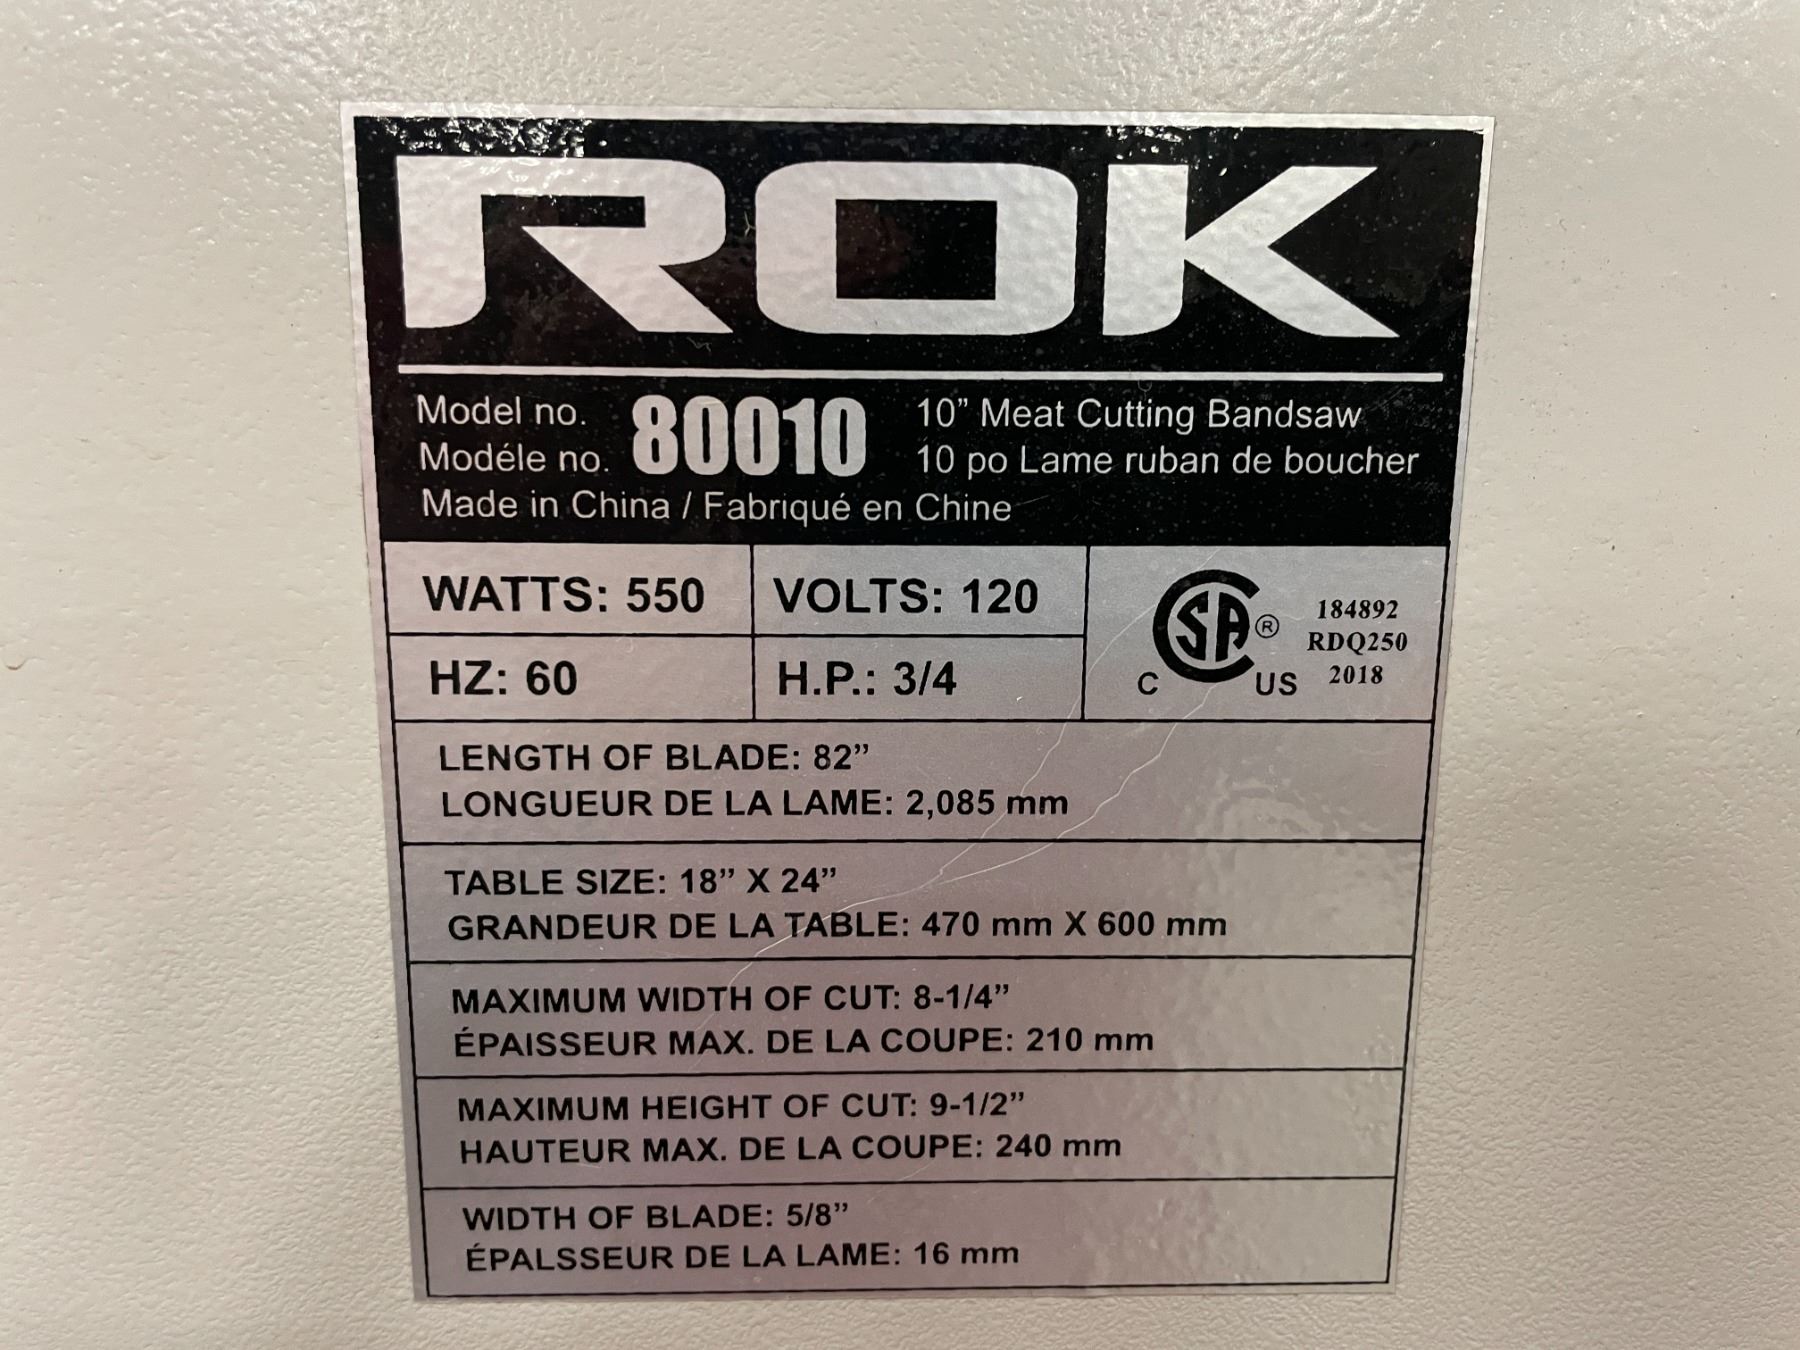 ROK
Model no. 80010
Modéle no.
10” Meat Cutting Bandsaw
10 po Lame ruban de boucher
Made in China / Fabriqué en Chine
WATTS: 550
VOLTS: 120
HZ: 60
H.P.: 3/4
CSA® C US
184892
RDQ250
2018
LENGTH OF BLADE: 82”
LONGUEUR DE LA LAME: 2,085 mm
TABLE SIZE: 18” X 24”
GRANDEUR DE LA TABLE: 470 mm X 600 mm
MAXIMUM WIDTH OF CUT: 8-1/4”
ÉPAISSEUR MAX. DE LA COUPE: 210 mm
MAXIMUM HEIGHT OF CUT: 9-1/2”
HAUTEUR MAX. DE LA COUPE: 240 mm
WIDTH OF BLADE: 5/8”
ÉPALSSEUR DE LA LAME: 16 mm